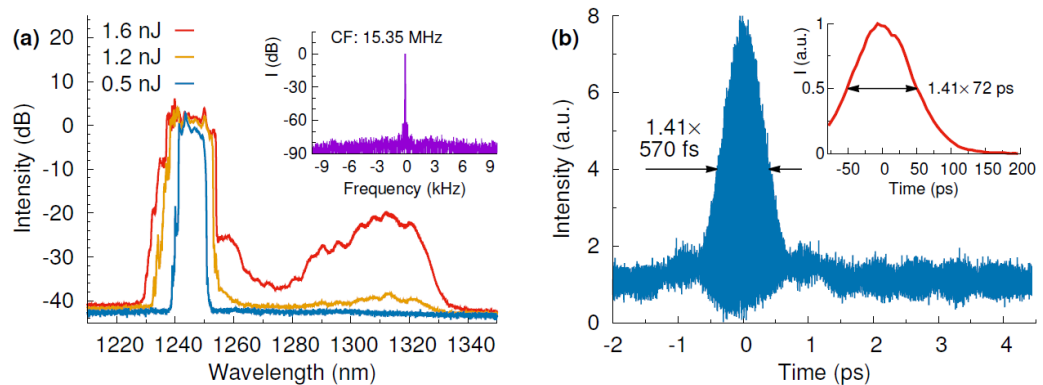 (a)
1.6 nJ
1.2 nJ
0.5 nJ
20
10
0
-10
-20
-30
-40
Intensity (dB)
1220 1240 1260 1280 1300 1320 1340
Wavelength (nm)
CF: 15.35 MHz
0
-30
-60
-90
I (dB)
-9 -6 -3 0 3 6 9
Frequency (kHz)
(b)
8
6
4
2
0
Intensity (a.u.)
1.41×
570 fs
-2 -1 0 1 2 3 4
Time (ps)
1
0.5
0
I (a.u.)
1.41× 72 ps
-50 0 50 100 150 200
Time (ps)